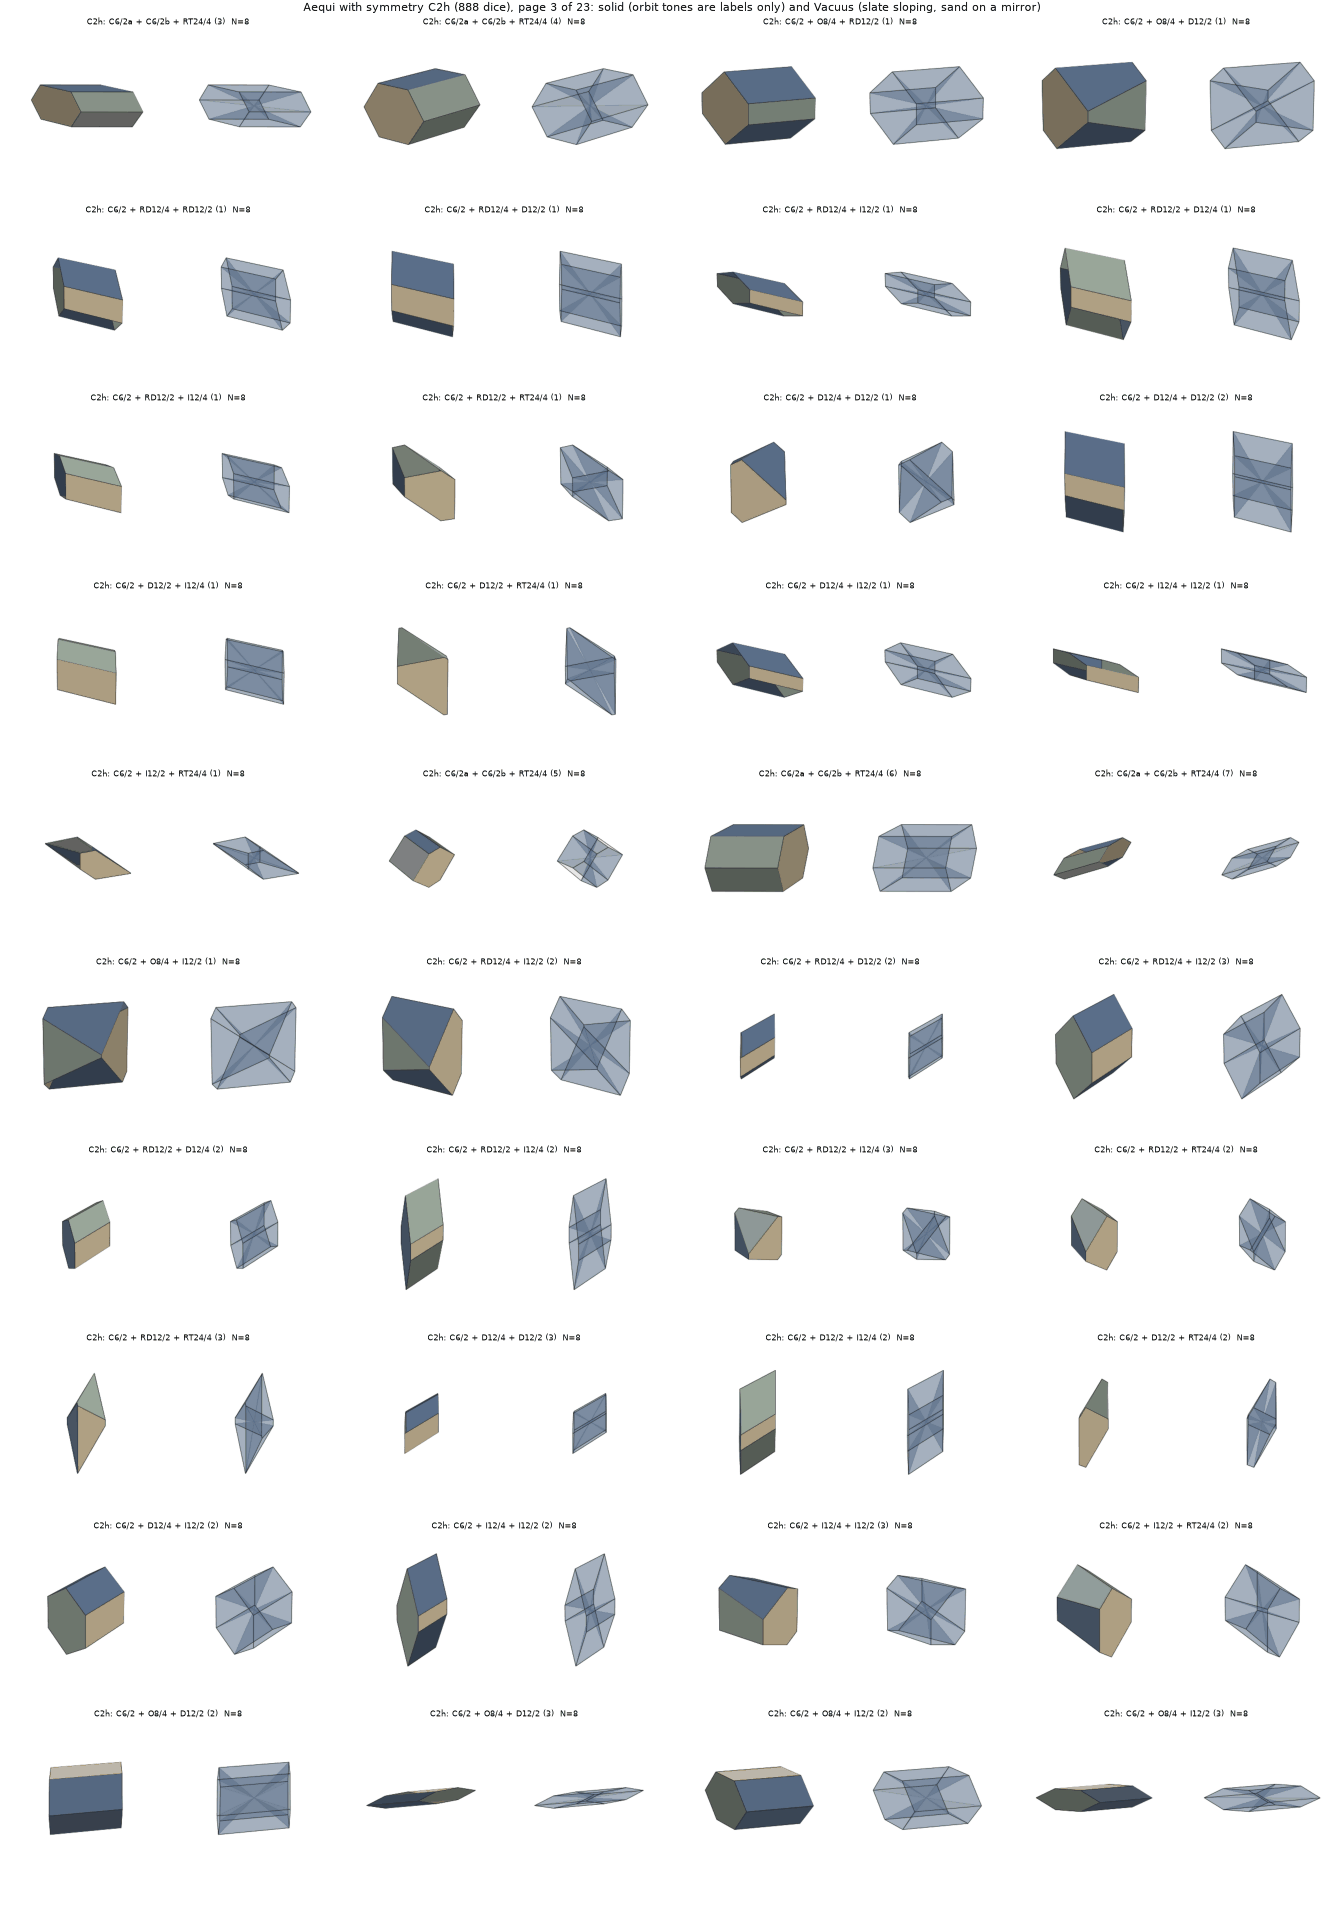 Aequi with symmetry C2h (888 dice), page 3 of 23: solid (orbit tones are labels only) and Vacuus (slate sloping, sand on a mirror)
C2h: C6/2a + C6/2b + RT24/4 (3)  N=8
C2h: C6/2a + C6/2b + RT24/4 (4)  N=8
C2h: C6/2 + O8/4 + RD12/2 (1)  N=8
C2h: C6/2 + O8/4 + D12/2 (1)  N=8
C2h: C6/2 + RD12/4 + RD12/2 (1)  N=8
C2h: C6/2 + RD12/4 + D12/2 (1)  N=8
C2h: C6/2 + RD12/4 + I12/2 (1)  N=8
C2h: C6/2 + RD12/2 + D12/4 (1)  N=8
C2h: C6/2 + RD12/2 + I12/4 (1)  N=8
C2h: C6/2 + RD12/2 + RT24/4 (1)  N=8
C2h: C6/2 + D12/4 + D12/2 (1)  N=8
C2h: C6/2 + D12/4 + D12/2 (2)  N=8
C2h: C6/2 + D12/2 + I12/4 (1)  N=8
C2h: C6/2 + D12/2 + RT24/4 (1)  N=8
C2h: C6/2 + D12/4 + I12/2 (1)  N=8
C2h: C6/2 + I12/4 + I12/2 (1)  N=8
C2h: C6/2 + I12/2 + RT24/4 (1)  N=8
C2h: C6/2a + C6/2b + RT24/4 (5)  N=8
C2h: C6/2a + C6/2b + RT24/4 (6)  N=8
C2h: C6/2a + C6/2b + RT24/4 (7)  N=8
C2h: C6/2 + O8/4 + I12/2 (1)  N=8
C2h: C6/2 + RD12/4 + I12/2 (2)  N=8
C2h: C6/2 + RD12/4 + D12/2 (2)  N=8
C2h: C6/2 + RD12/4 + I12/2 (3)  N=8
C2h: C6/2 + RD12/2 + D12/4 (2)  N=8
C2h: C6/2 + RD12/2 + I12/4 (2)  N=8
C2h: C6/2 + RD12/2 + I12/4 (3)  N=8
C2h: C6/2 + RD12/2 + RT24/4 (2)  N=8
C2h: C6/2 + RD12/2 + RT24/4 (3)  N=8
C2h: C6/2 + D12/4 + D12/2 (3)  N=8
C2h: C6/2 + D12/2 + I12/4 (2)  N=8
C2h: C6/2 + D12/2 + RT24/4 (2)  N=8
C2h: C6/2 + D12/4 + I12/2 (2)  N=8
C2h: C6/2 + I12/4 + I12/2 (2)  N=8
C2h: C6/2 + I12/4 + I12/2 (3)  N=8
C2h: C6/2 + I12/2 + RT24/4 (2)  N=8
C2h: C6/2 + O8/4 + D12/2 (2)  N=8
C2h: C6/2 + O8/4 + D12/2 (3)  N=8
C2h: C6/2 + O8/4 + I12/2 (2)  N=8
C2h: C6/2 + O8/4 + I12/2 (3)  N=8